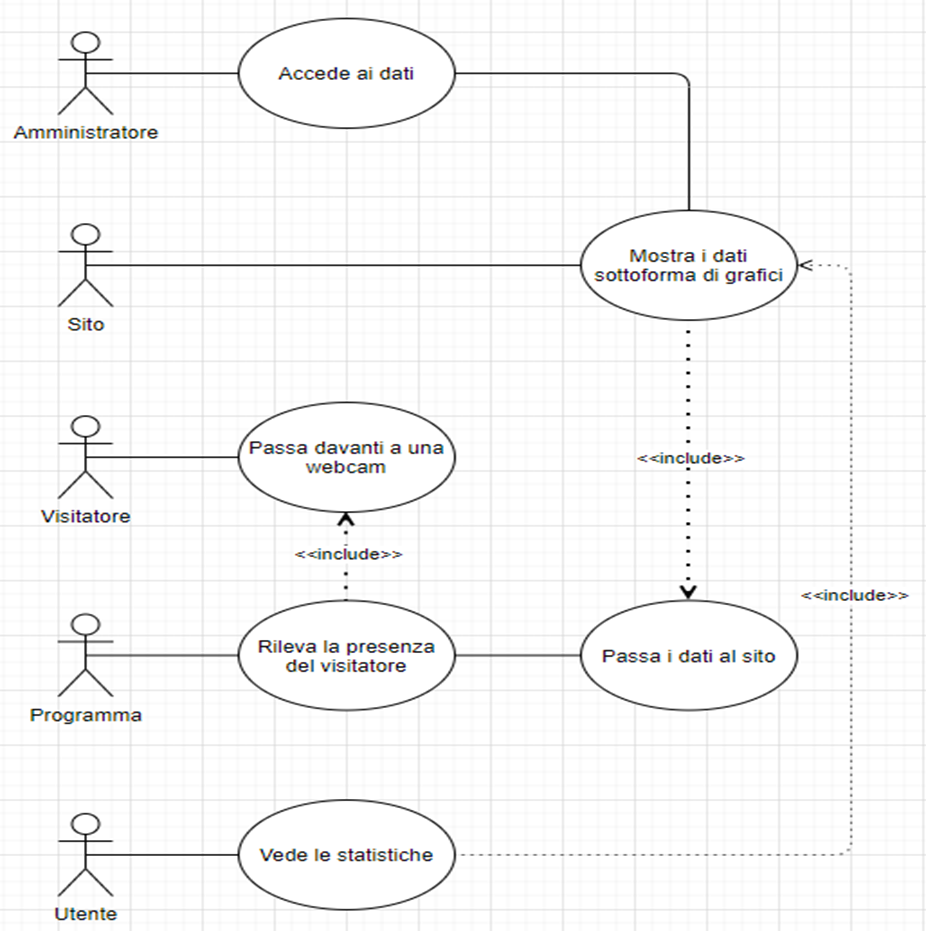 Accede ai dati
Amministratore
Mostra i dati
sottoforma di grafici
Sito
Passa davanti a una
webcam
<<include>>
Visitatore
<<include>>
<<include>>
Rileva la presenza
del visitatore
Passa i dati al sito
Programma
Vede le statistiche
Utente